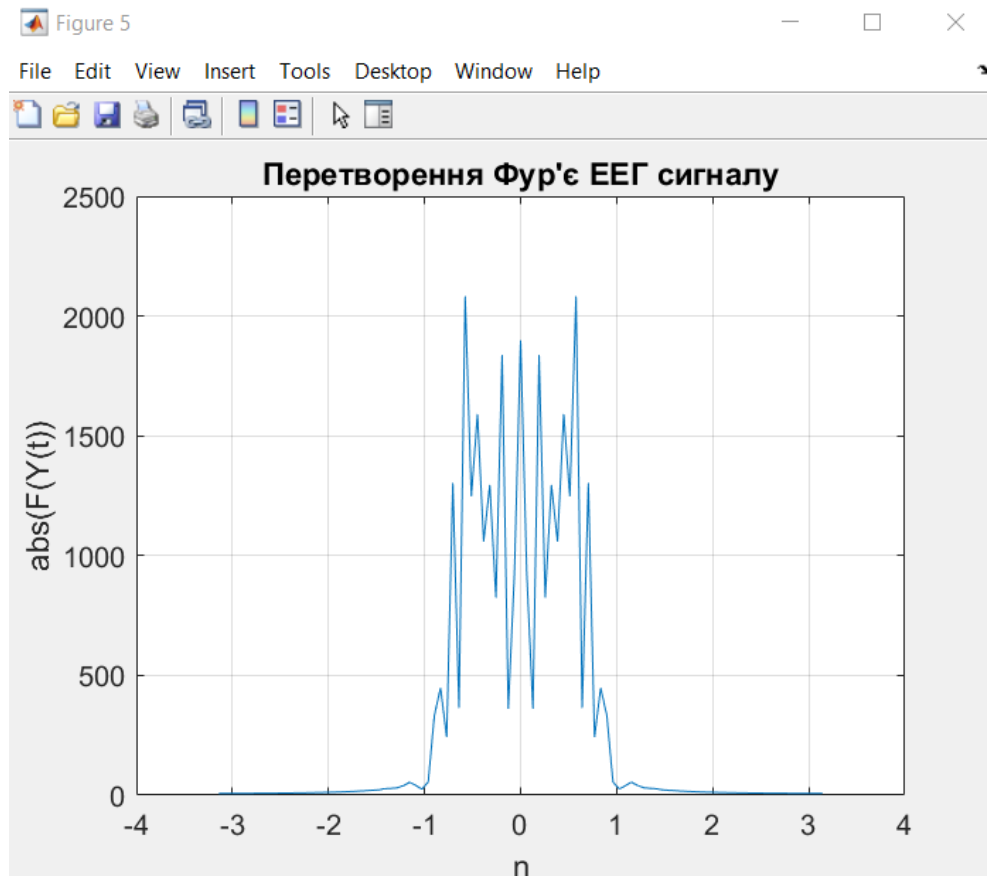 Figure 5
File Edit View Insert Tools Desktop Window Help
Перетворення Фур'є ЕЕГ сигналу
2500
2000
1500
1000
500
0
abs(F(Y(t))
-4 -3 -2 -1 0 1 2 3 4
n